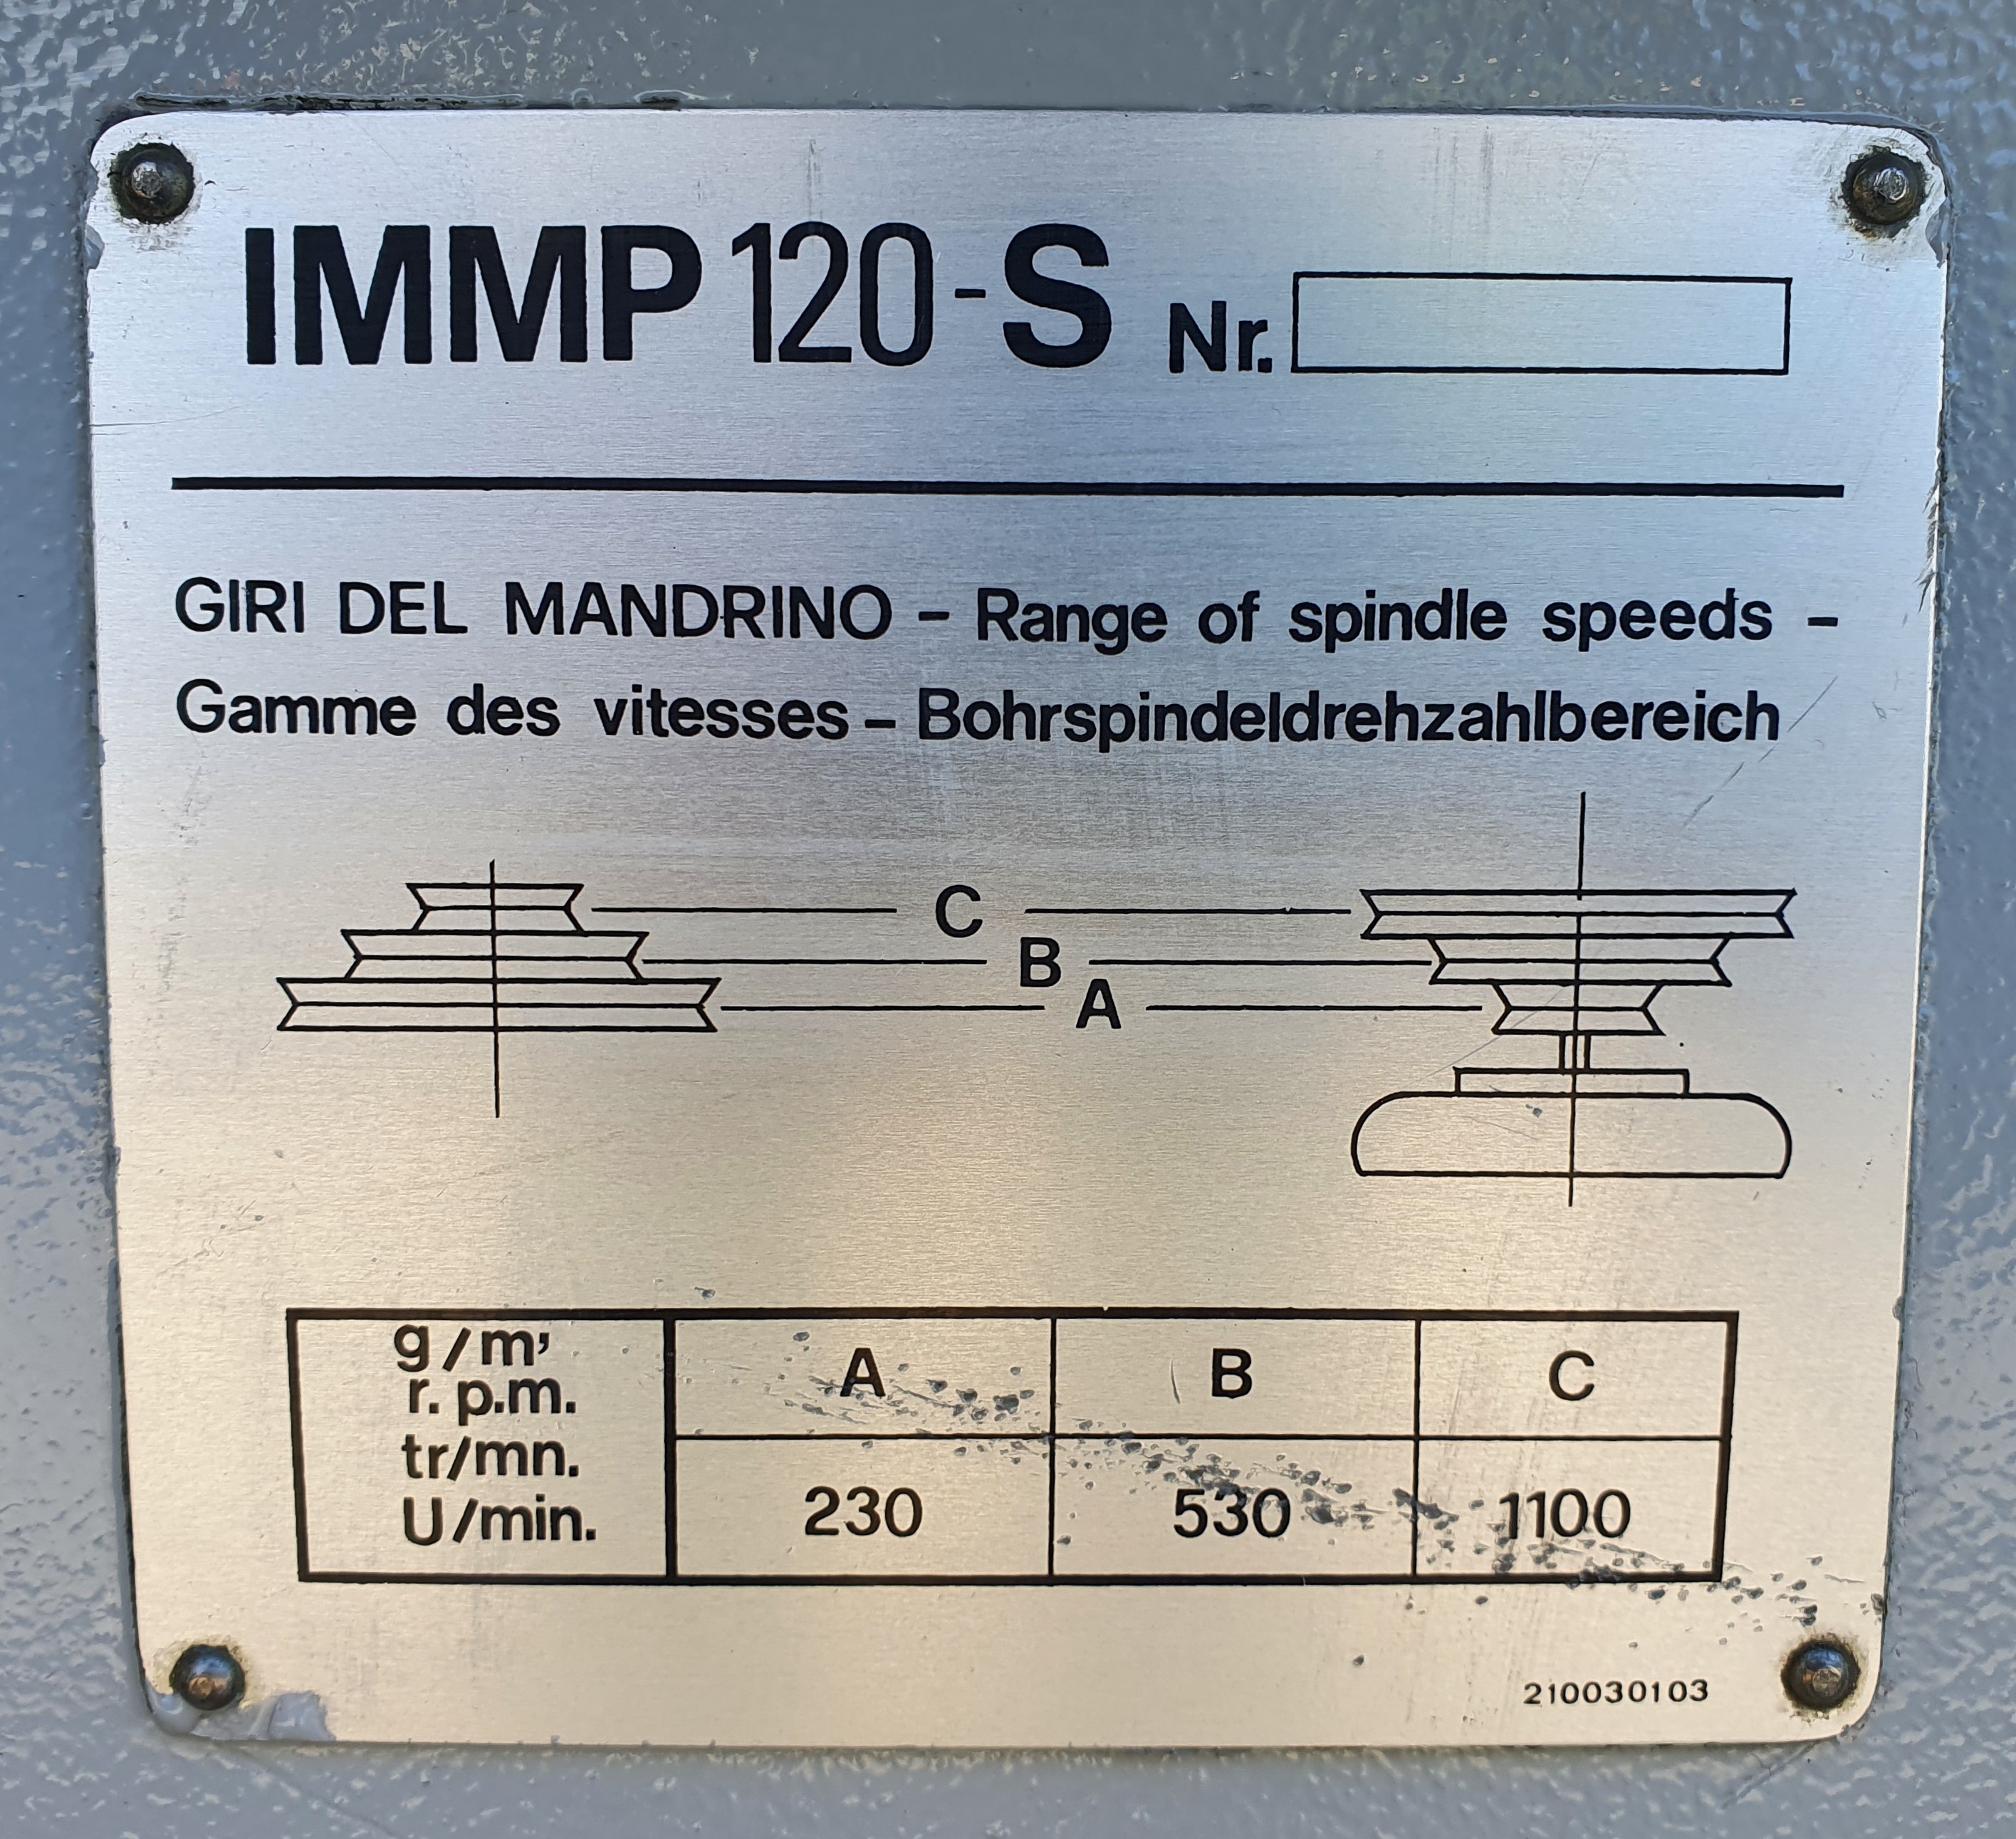 IMMP 120-S Nr.
GIRI DEL MANDRINO – Range of spindle speeds –
Gamme des vitesses – Bohrspindeldrehzahlbereich
C
B
A
g/m,
r.p.m.
tr/mn.
U/min.
A B C
230 530 1100
210030103